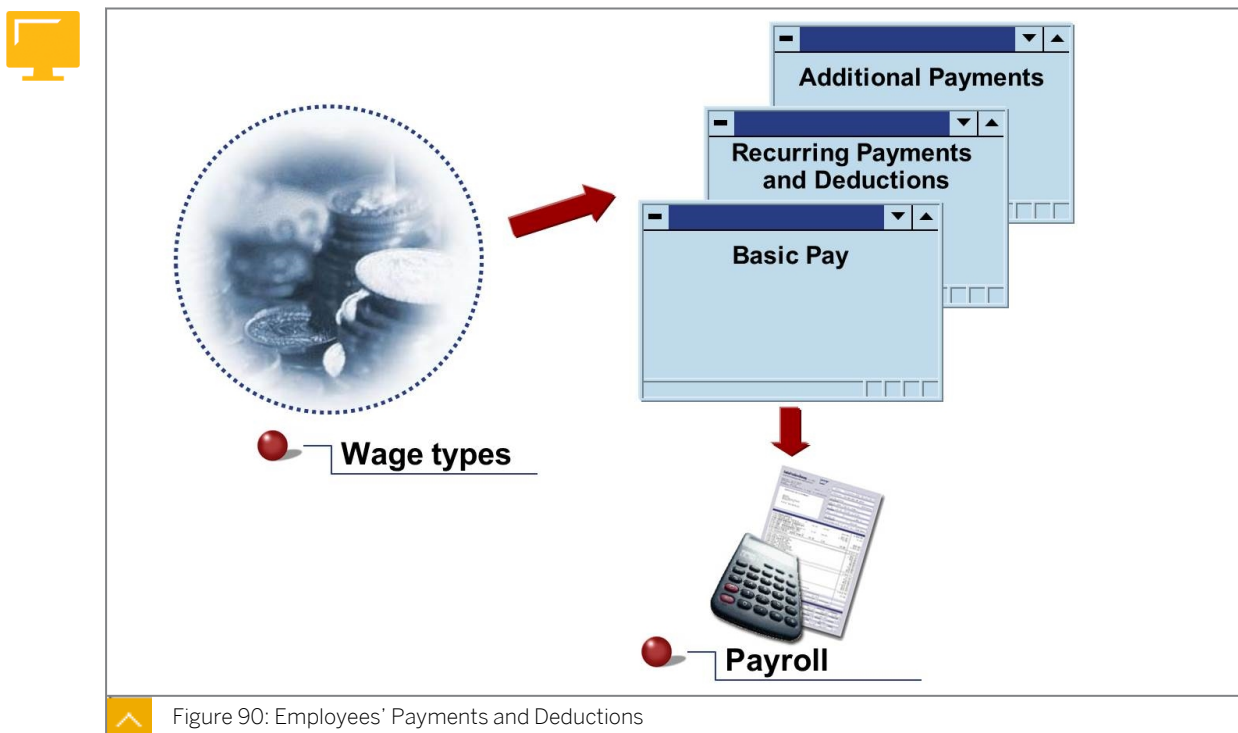 Additional Payments
Recurring Payments
and Deductions
Basic Pay
Wage types
Payroll
Figure 90: Employees’ Payments and Deductions